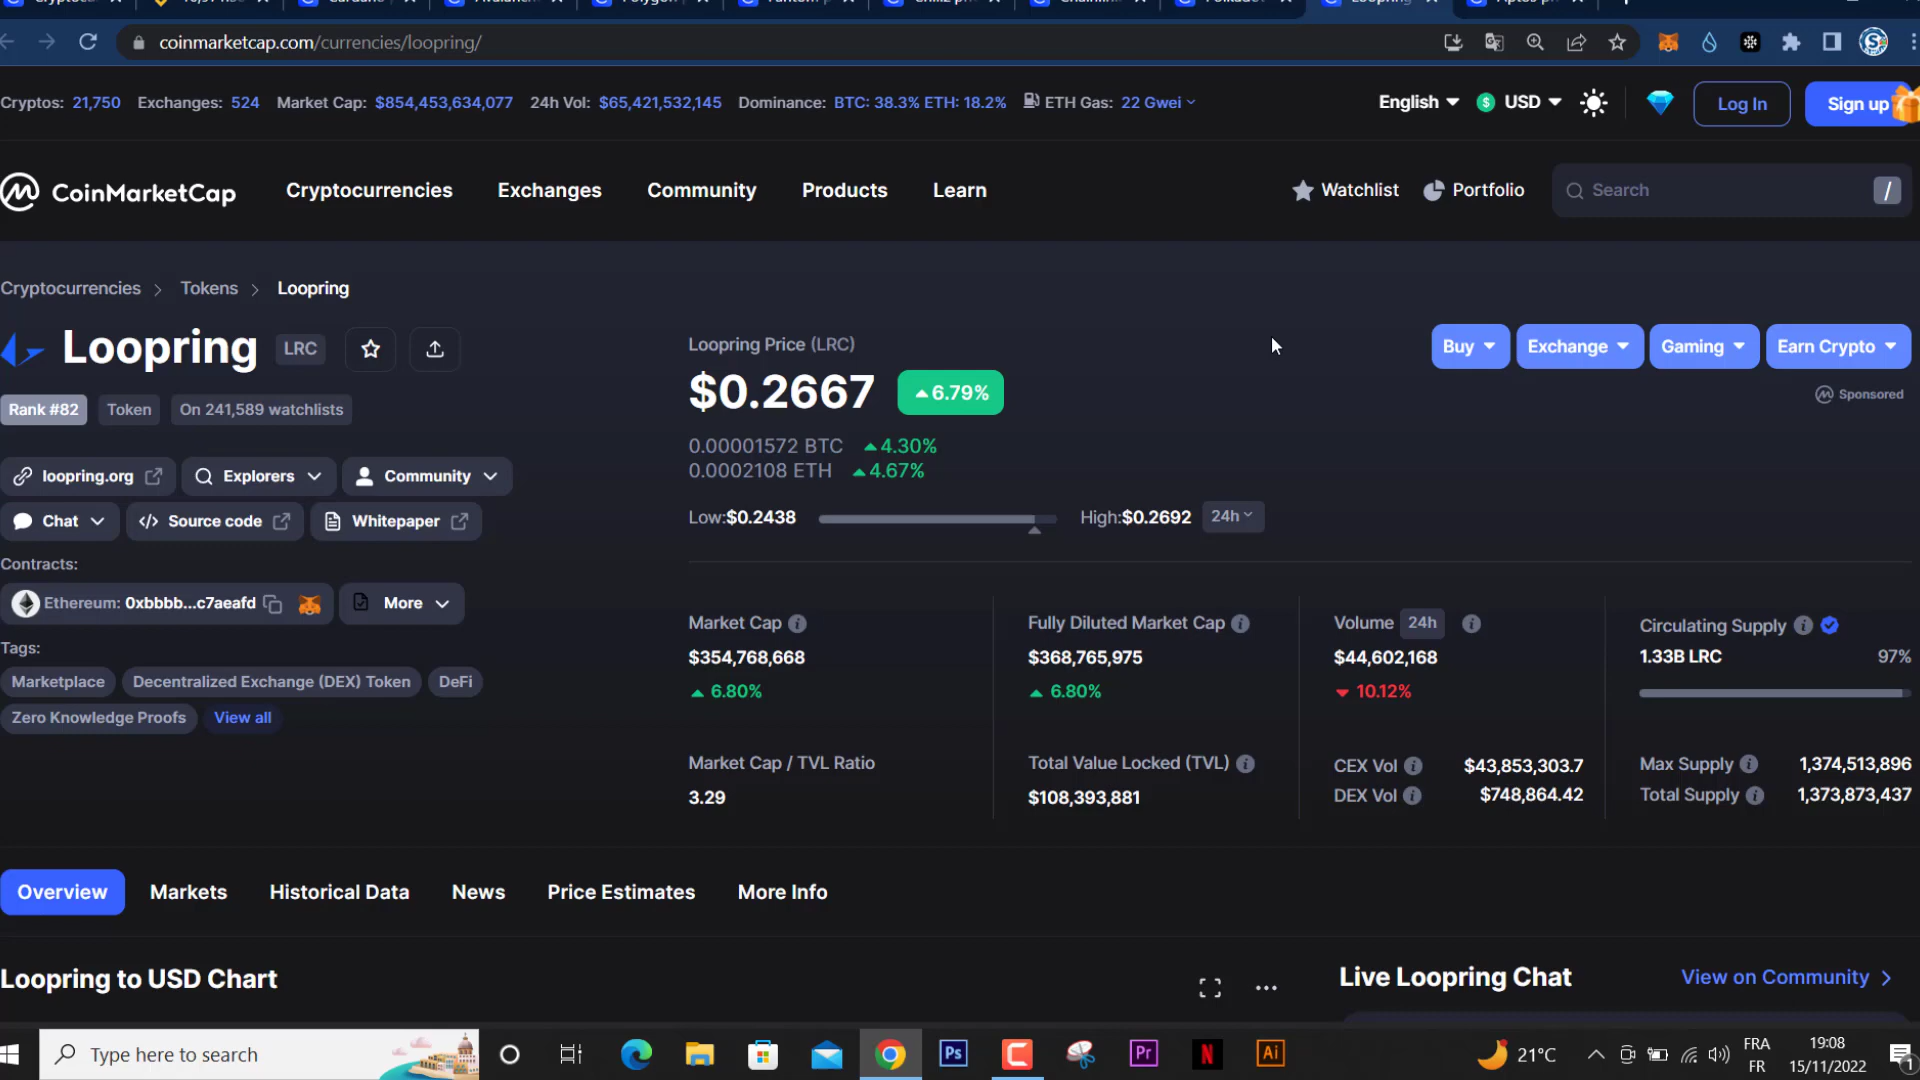 Cardano
Polygon
coinmarketcap.com/currencies/loopring/
Cryptos: 21,750 Exchanges: 524 Market Cap: $854,453,634,077 24h Vol: $65,421,532,145 Dominance: BTC: 38.3% ETH: 18.2% ETH Gas: 22 Gwei
English $ USD Log In Sign up
CoinMarketCap Cryptocurrencies Exchanges Community Products Learn Watchlist Portfolio Search /
Cryptocurrencies > Tokens > Loopring
Loopring LRC
Rank #82 Token On 241,589 watchlists
loopring.org Explorers Community
Chat Source code Whitepaper
Contracts:
Ethereum: 0xbbbb...c7aeafd More
Tags:
Marketplace Decentralized Exchange (DEX) Token DeFi
Zero Knowledge Proofs View all
Loopring Price (LRC)
$0.2667 6.79%
0.00001572 BTC 4.30%
0.0002108 ETH 4.67%
Low:$0.2438 High:$0.2692 24h
Buy Exchange Gaming Earn Crypto
Sponsored
Market Cap
$354,768,668
6.80%
Market Cap / TVL Ratio
3.29
Fully Diluted Market Cap
$368,765,975
6.80%
Total Value Locked (TVL)
$108,393,881
Volume 24h
$44,602,168
10.12%
CEX Vol $43,853,303.7
DEX Vol $748,864.42
Circulating Supply
1.33B LRC 97%
Max Supply 1,374,513,896
Total Supply 1,373,873,437
Overview Markets Historical Data News Price Estimates More Info
Loopring to USD Chart
Live Loopring Chat View on Community >
Type here to search
Ps
Pr
N
Ai
21°C
FRA
FR
19:08
15/11/2022
1